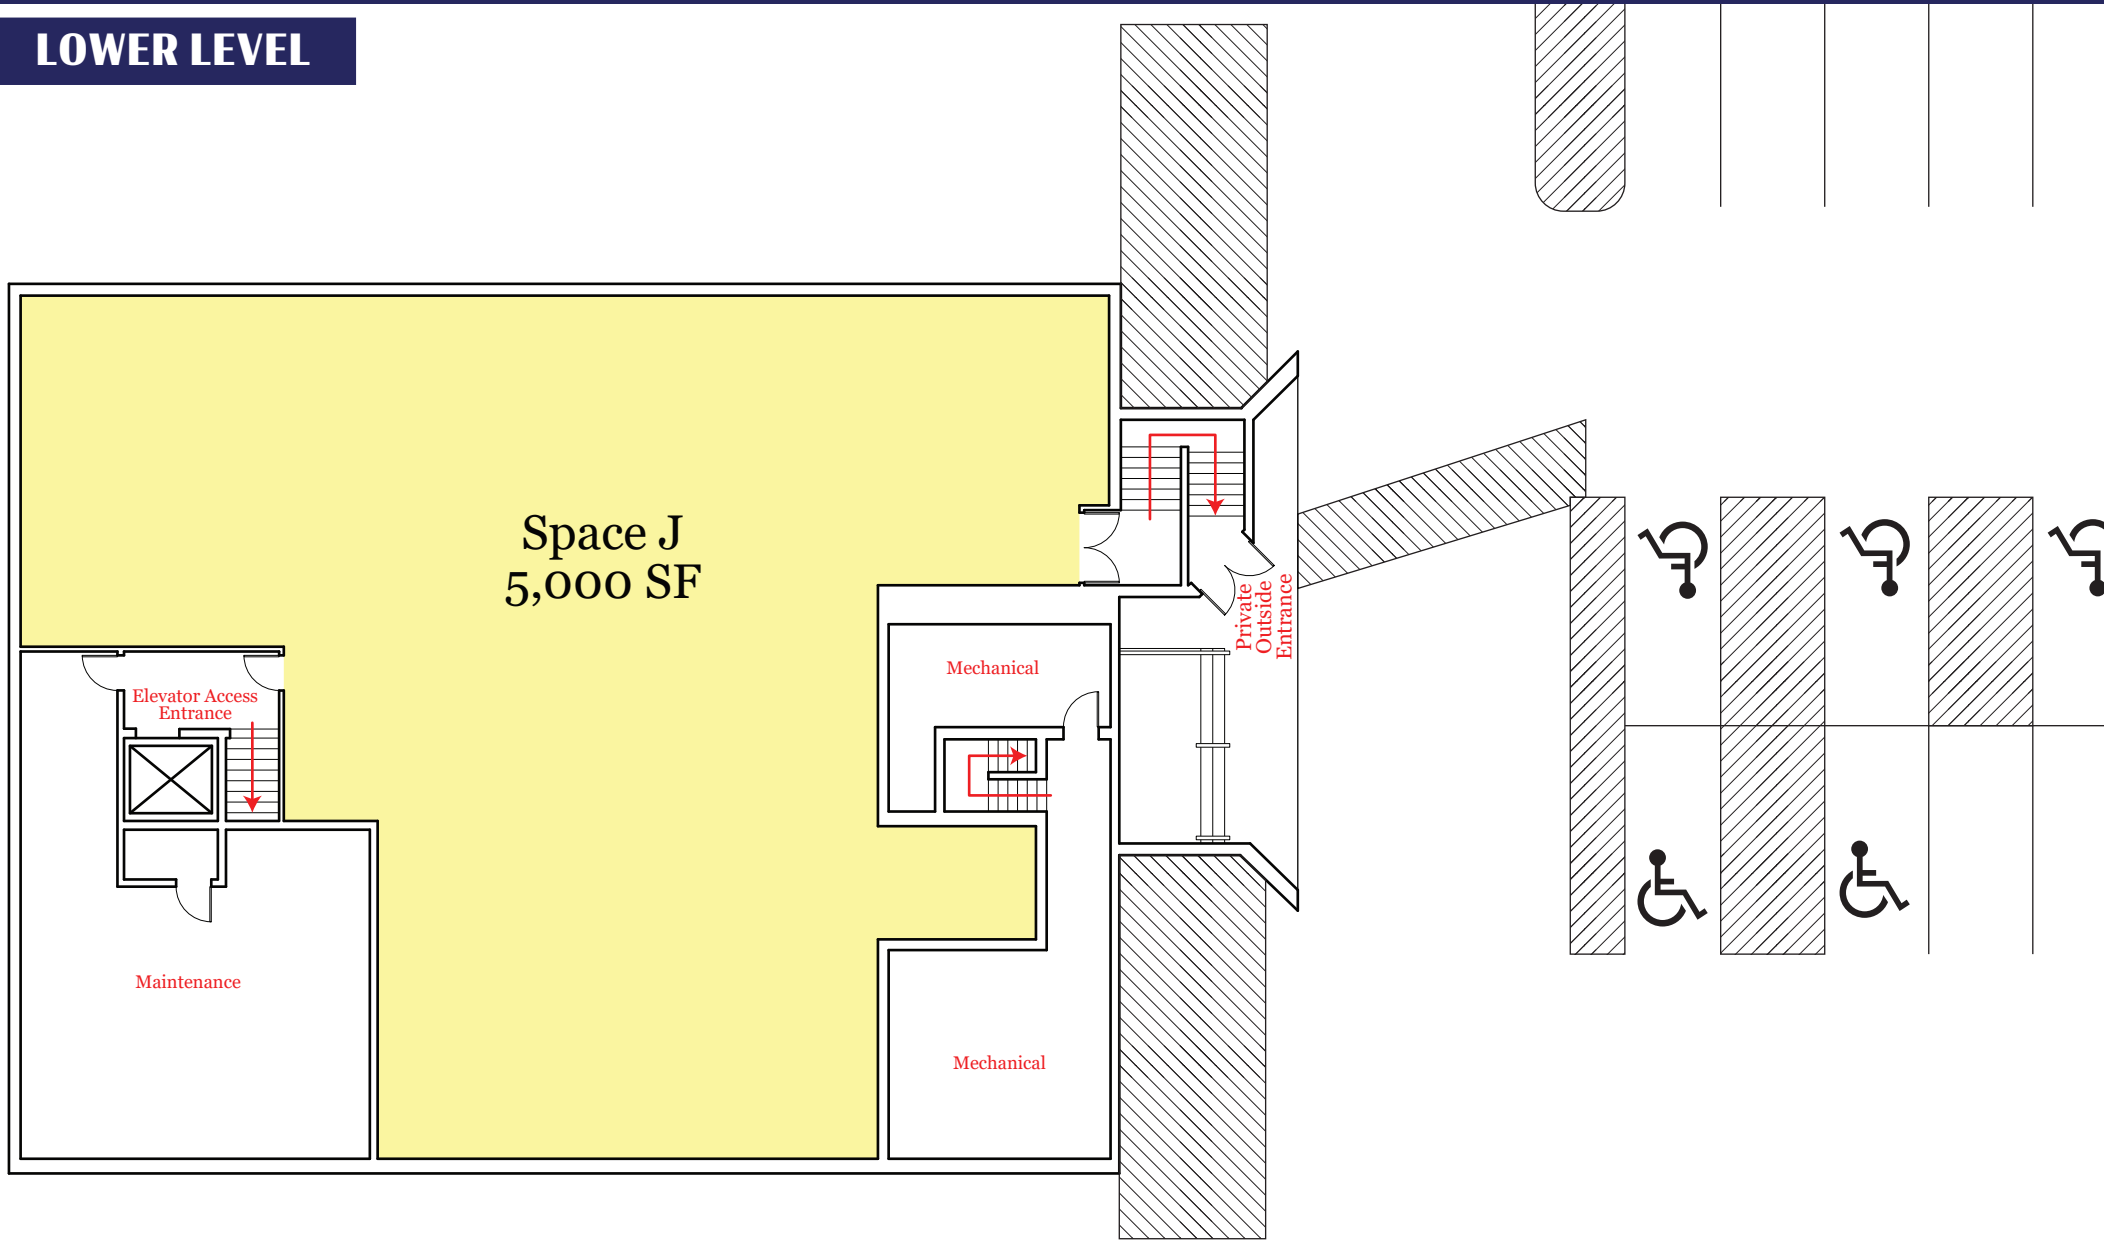 LOWER LEVEL
Space J
5,000 SF
Private
Outside
Entrance
Mechanical
Elevator Access
Entrance
Maintenance
Mechanical